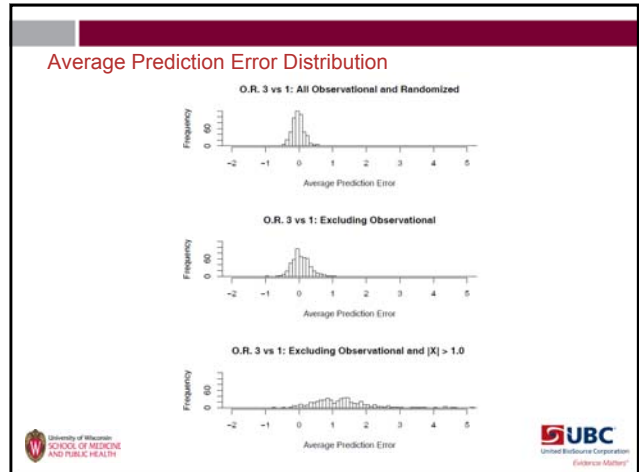 Average Prediction Error Distribution
O.R. 3 vs 1: All Observational and Randomized
Frequency
60
0
−2 −1 0 1 2 3 4 5
Average Prediction Error
O.R. 3 vs 1: Excluding Observational
Frequency
60
0
−2 −1 0 1 2 3 4 5
Average Prediction Error
O.R. 3 vs 1: Excluding Observational and |X| > 1.0
Frequency
60
0
−2 −1 0 1 2 3 4 5
Average Prediction Error
University of Wisconsin
SCHOOL OF MEDICINE
AND PUBLIC HEALTH
UBC
United BioSource Corporation
Evidence Matters®